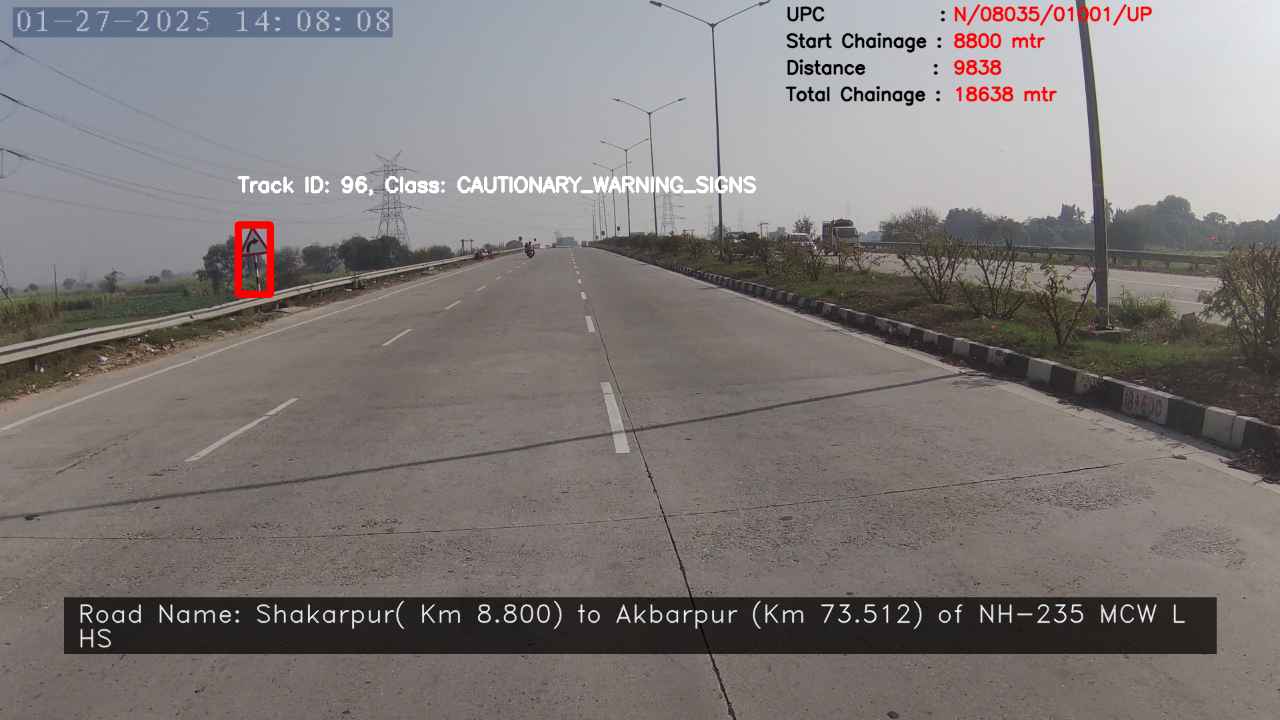 01-27-2025 14:08:08
UPC : N/08035/01001/UP
Start Chainage : 8800 mtr
Distance : 9838
Total Chainage : 18638 mtr
Track ID: 96, Class: CAUTIONARY_WARNING_SIGNS
Road Name: Shakarpur( Km 8.800) to Akbarpur (Km 73.512) of NH-235 MCW L
HS